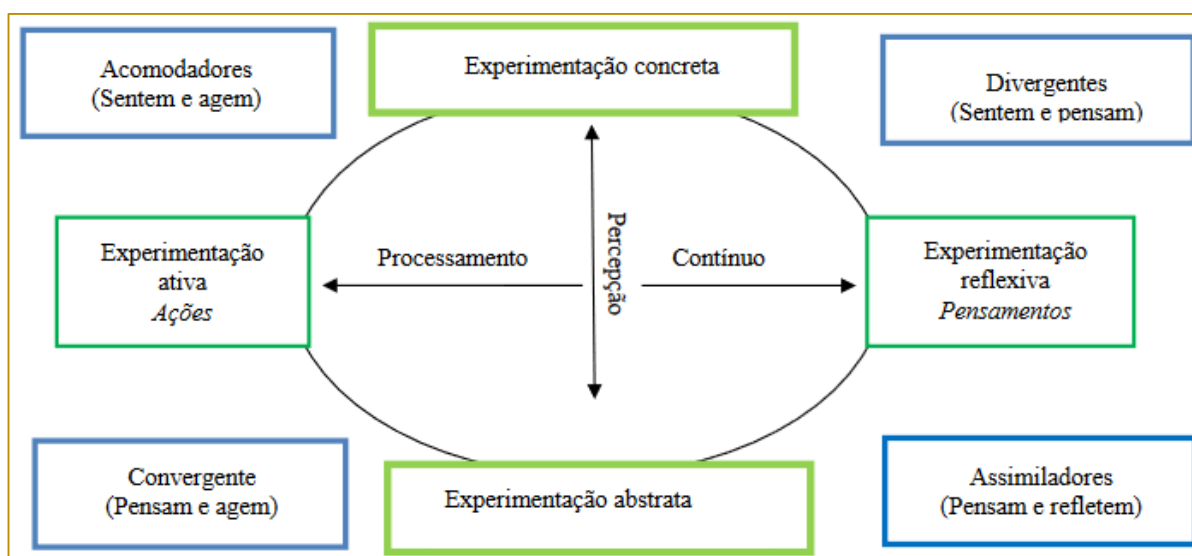 Acomodadores
(Sentem e agem)
Experimentação concreta
Divergentes
(Sentem e pensam)
Experimentação
ativa
Ações
Processamento
Percepção
Contínuo
Experimentação
reflexiva
Pensamentos
Convergente
(Pensam e agem)
Experimentação abstrata
Assimiladores
(Pensam e refletem)